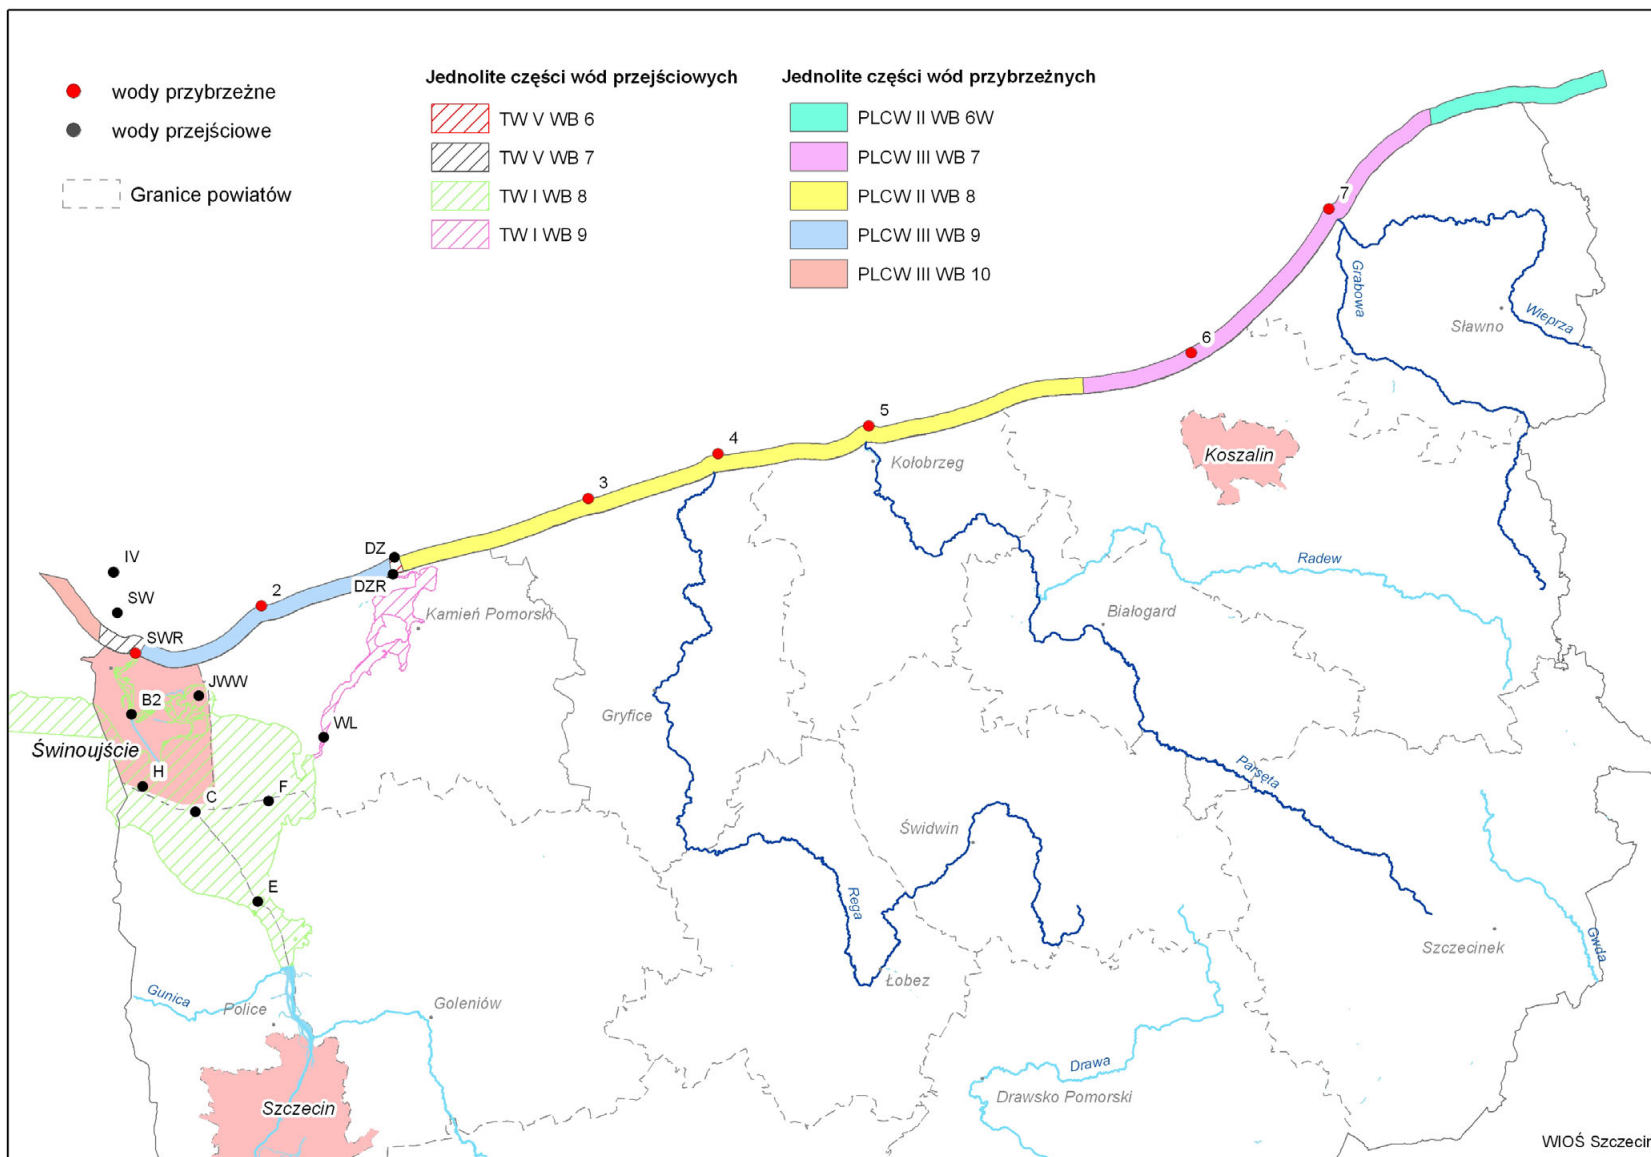 wody przybrzeżne
wody przejściowe
Granice powiatów
Jednolite części wód przejściowych
TW V WB 6
TW V WB 7
TW I WB 8
TW I WB 9
Jednolite części wód przybrzeżnych
PLCW II WB 6W
PLCW III WB 7
PLCW II WB 8
PLCW III WB 9
PLCW III WB 10
7
Grabowa
Wieprza
Sławno
6
5
Kołobrzeg
4
Koszalin
3
DZ
DZR
IV
2
SW
Kamień Pomorski
SWR
Radew
Białogard
JWW
B2
WL
Gryfice
Świnoujście
H
F
C
Parsęta
Świdwin
E
Rega
Gwda
Szczecinek
Łobez
Gunica
Police
Goleniów
Drawa
Drawsko Pomorski
Szczecin
WIOŚ Szczecin